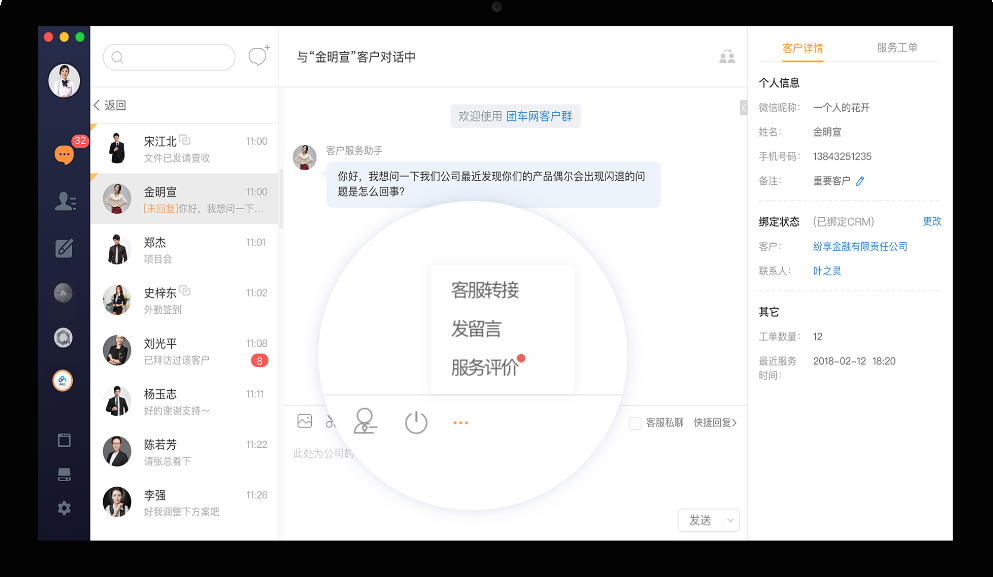 与“金明宣”客户对话中
客户详情
服务工单
返回
32
宋江北
11:00
文件已发请查收
金明宣
11:00
[未回复]你好，我想问一下...
郑杰
11:01
项目会
史梓东
11:02
外勤签到
刘光平
11:08
已拜访过该客户
8
杨玉志
11:11
好的谢谢支持～
陈若芳
11:22
请张总看下
李强
11:26
好我调整下方案吧
欢迎使用 团车网客户群
客户服务助手
你好，我想问一下我们公司最近发现你们的产品偶尔会出现闪退的问
题是怎么回事?
客服转接
发留言
服务评价
客服私聊
快捷回复>
此处为公司的
发送
个人信息
微信昵称： 一个人的花开
姓名： 金明宣
手机号码： 13843251235
备注： 重要客户
绑定状态 (已绑定CRM) 更改
客户： 纷享金融有限责任公司
联系人： 叶之灵
其它
工单数量： 12
最近服务 2018-02-12 18:20
时间：